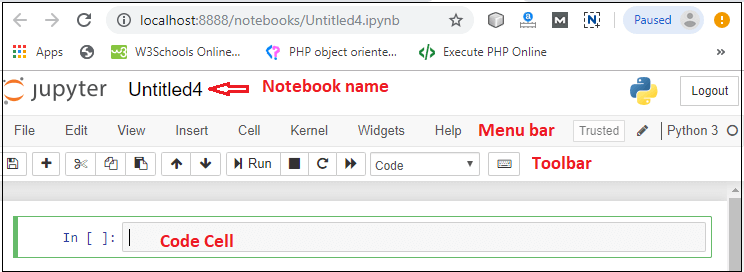 localhost:8888/notebooks/Untitled4.ipynb Paused
Apps W3Schools Online... PHP object oriente... Execute PHP Online
jupyter Untitled4 Notebook name Logout
File Edit View Insert Cell Kernel Widgets Help Menu bar Trusted Python 3
Run Code Toolbar
In [ ]: Code Cell